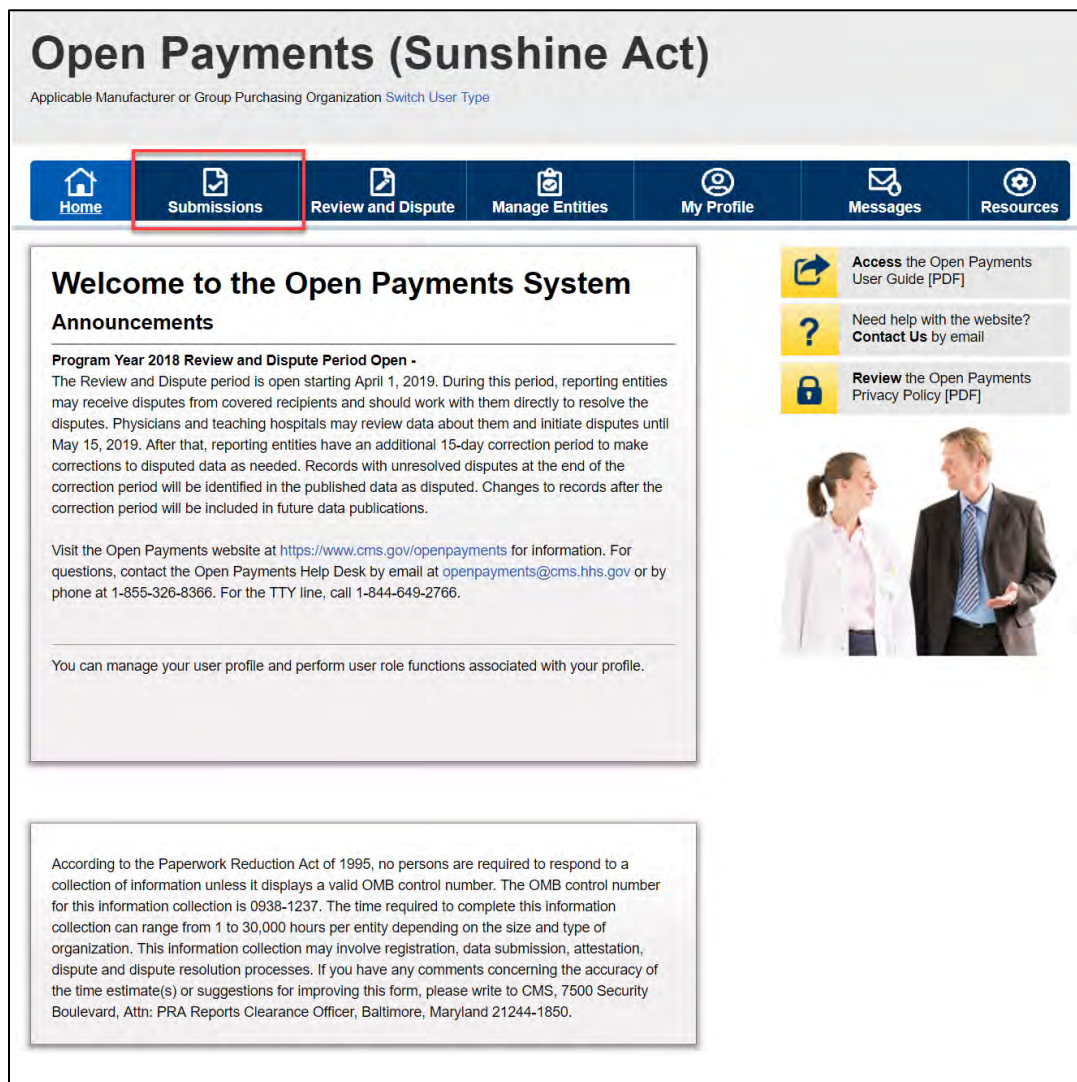 Open Payments (Sunshine Act)
Applicable Manufacturer or Group Purchasing Organization Switch User Type
Home
Submissions
Review and Dispute
Manage Entities
My Profile
Messages
Resources
Welcome to the Open Payments System
Announcements
Program Year 2018 Review and Dispute Period Open -
The Review and Dispute period is open starting April 1, 2019. During this period, reporting entities
may receive disputes from covered recipients and should work with them directly to resolve the
disputes. Physicians and teaching hospitals may review data about them and initiate disputes until
May 15, 2019. After that, reporting entities have an additional 15-day correction period to make
corrections to disputed data as needed. Records with unresolved disputes at the end of the
correction period will be identified in the published data as disputed. Changes to records after the
correction period will be included in future data publications.
Visit the Open Payments website at https://www.cms.gov/openpayments for information. For
questions, contact the Open Payments Help Desk by email at openpayments@cms.hhs.gov or by
phone at 1-855-326-8366. For the TTY line, call 1-844-649-2766.
You can manage your user profile and perform user role functions associated with your profile.
Access the Open Payments
User Guide [PDF]
?
Need help with the website?
Contact Us by email
Review the Open Payments
Privacy Policy [PDF]
According to the Paperwork Reduction Act of 1995, no persons are required to respond to a
collection of information unless it displays a valid OMB control number. The OMB control number
for this information collection is 0938-1237. The time required to complete this information
collection can range from 1 to 30,000 hours per entity depending on the size and type of
organization. This information collection may involve registration, data submission, attestation,
dispute and dispute resolution processes. If you have any comments concerning the accuracy of
the time estimate(s) or suggestions for improving this form, please write to CMS, 7500 Security
Boulevard, Attn: PRA Reports Clearance Officer, Baltimore, Maryland 21244-1850.